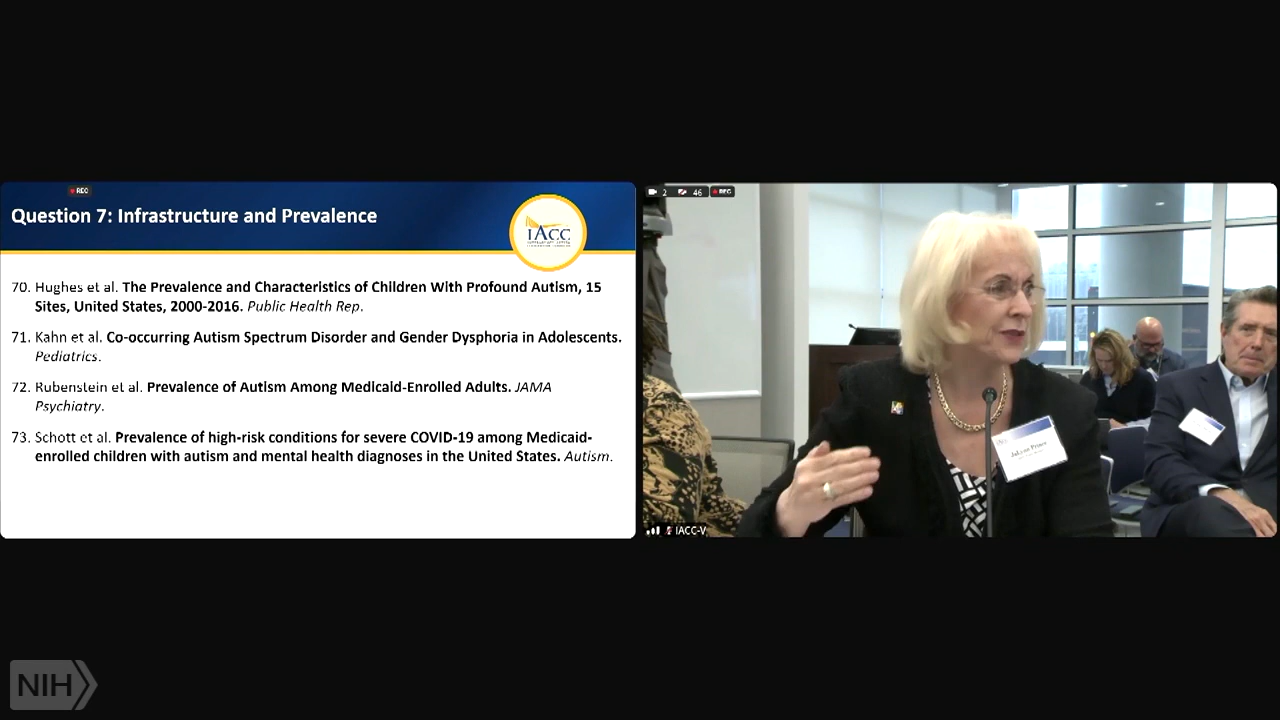 REC
Question 7: Infrastructure and Prevalence
IACC
70. Hughes et al. The Prevalence and Characteristics of Children With Profound Autism, 15
Sites, United States, 2000-2016. Public Health Rep.
71. Kahn et al. Co-occurring Autism Spectrum Disorder and Gender Dysphoria in Adolescents.
Pediatrics.
72. Rubenstein et al. Prevalence of Autism Among Medicaid-Enrolled Adults. JAMA
Psychiatry.
73. Schott et al. Prevalence of high-risk conditions for severe COVID-19 among Medicaid-
enrolled children with autism and mental health diagnoses in the United States. Autism.
2 46 REC
IACC-V
NIH